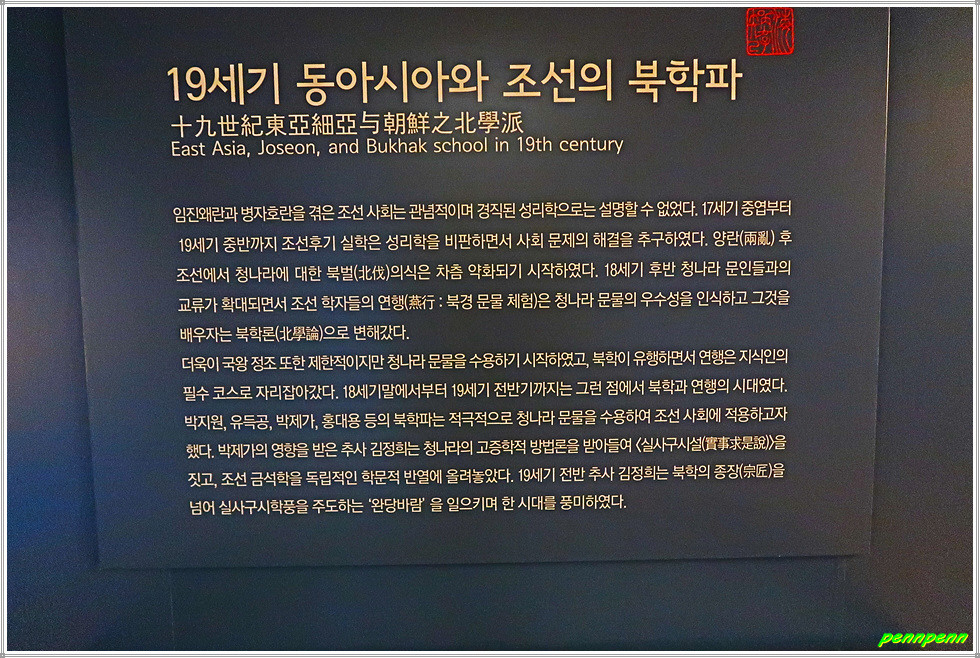 19세기 동아시아와 조선의 북학파
十九世紀東亞細亞与朝鮮之北學派
East Asia, Joseon, and Bukhak school in 19th century
임진왜란과 병자호란을 겪은 조선 사회는 관념적이며 경직된 성리학으로는 설명할 수 없었다. 17세기 중엽부터
19세기 중반까지 조선후기 실학은 성리학을 비판하면서 사회 문제의 해결을 추구하였다. 양란(兩亂) 후
조선에서 청나라에 대한 북벌(北伐)의식은 차츰 약화되기 시작하였다. 18세기 후반 청나라 문인들과의
교류가 확대되면서 조선 학자들의 연행(燕行 : 북경 문물 체험)은 청나라 문물의 우수성을 인식하고 그것을
배우자는 북학론(北學論)으로 변해갔다.
더욱이 국왕 정조 또한 제한적이지만 청나라 문물을 수용하기 시작하였고, 북학이 유행하면서 연행은 지식인의
필수 코스로 자리잡아갔다. 18세기말에서부터 19세기 전반기까지는 그런 점에서 북학과 연행의 시대였다.
박지원, 유득공, 박제가, 홍대용 등의 북학파는 적극적으로 청나라 문물을 수용하여 조선 사회에 적용하고자
했다. 박제가의 영향을 받은 추사 김정희는 청나라의 고증학적 방법론을 받아들여 〈실사구시설(實事求是說)〉을
짓고, 조선 금석학을 독립적인 학문적 반열에 올려놓았다. 19세기 전반 추사 김정희는 북학의 종장(宗匠)을
넘어 실사구시학풍을 주도하는 '완당바람' 을 일으키며 한 시대를 풍미하였다.
pennpenn